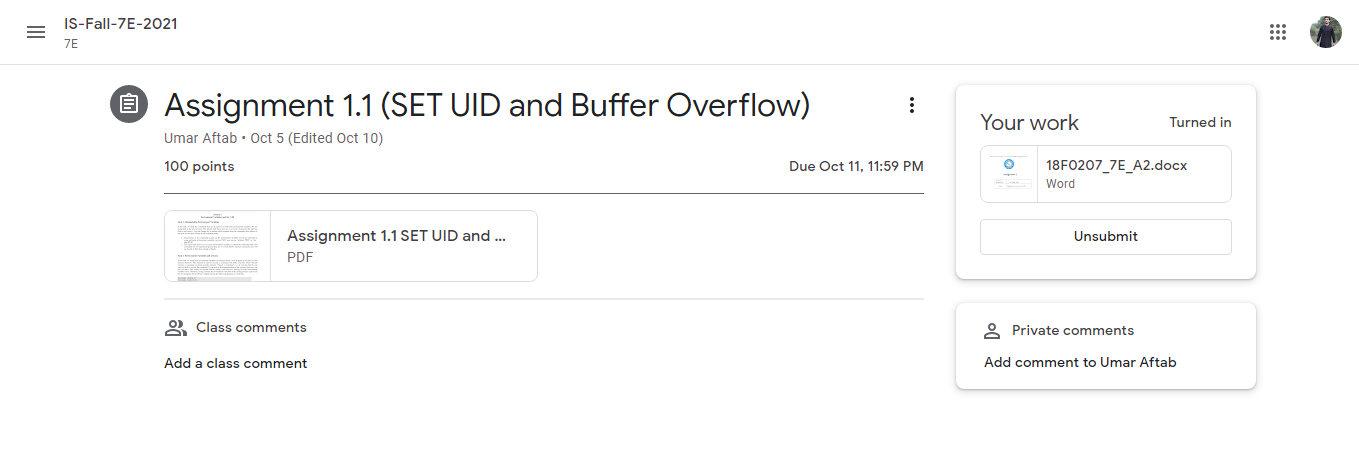 IS-Fall-7E-2021
7E
Assignment 1.1 (SET UID and Buffer Overflow)
Umar Aftab • Oct 5 (Edited Oct 10)
100 points
Due Oct 11, 11:59 PM
Assignment 1.1 SET UID and ...
PDF
Class comments
Add a class comment
Your work
Turned in
18F0207_7E_A2.docx
Word
Unsubmit
Private comments
Add comment to Umar Aftab